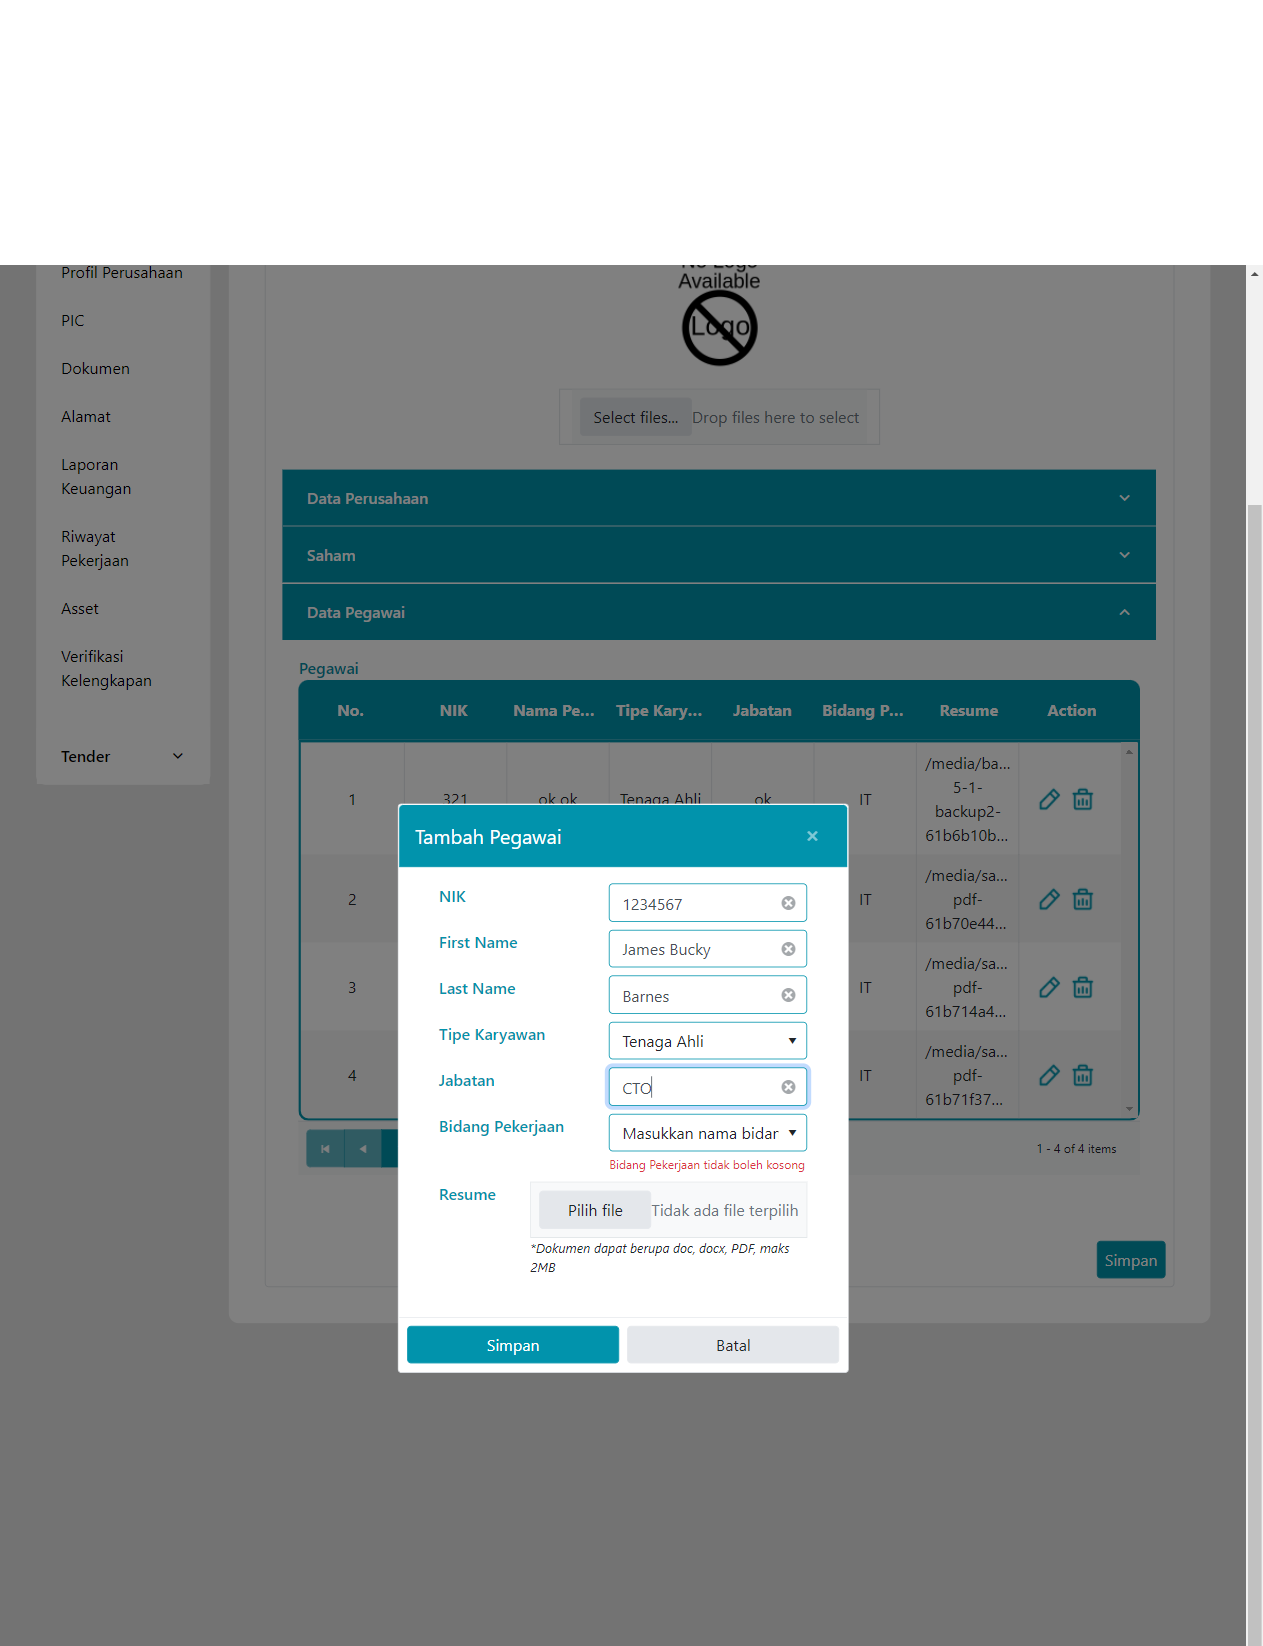 Available
Logo
Profil Perusahaan
PIC
Dokumen
Alamat
Laporan
Keuangan
Riwayat
Pekerjaan
Asset
Verifikasi
Kelengkapan
Tender
Select files... Drop files here to select
Data Perusahaan
Saham
Data Pegawai
Pegawai
No. NIK Nama Pe... Tipe Kary... Jabatan Bidang P... Resume Action
1 321 ok ok Tenaga Ahli ok IT /media/ba...
5-1-
backup2-
61b6b10b...
2 IT /media/sa...
pdf-
61b70e44...
3 IT /media/sa...
pdf-
61b714a4...
4 IT /media/sa...
pdf-
61b71f37...
1 - 4 of 4 items
Simpan
Tambah Pegawai
NIK 1234567
First Name James Bucky
Last Name Barnes
Tipe Karyawan Tenaga Ahli
Jabatan CTO
Bidang Pekerjaan Masukkan nama bidar
Bidang Pekerjaan tidak boleh kosong
Resume Pilih file Tidak ada file terpilih
*Dokumen dapat berupa doc, docx, PDF, maks
2MB
Simpan Batal